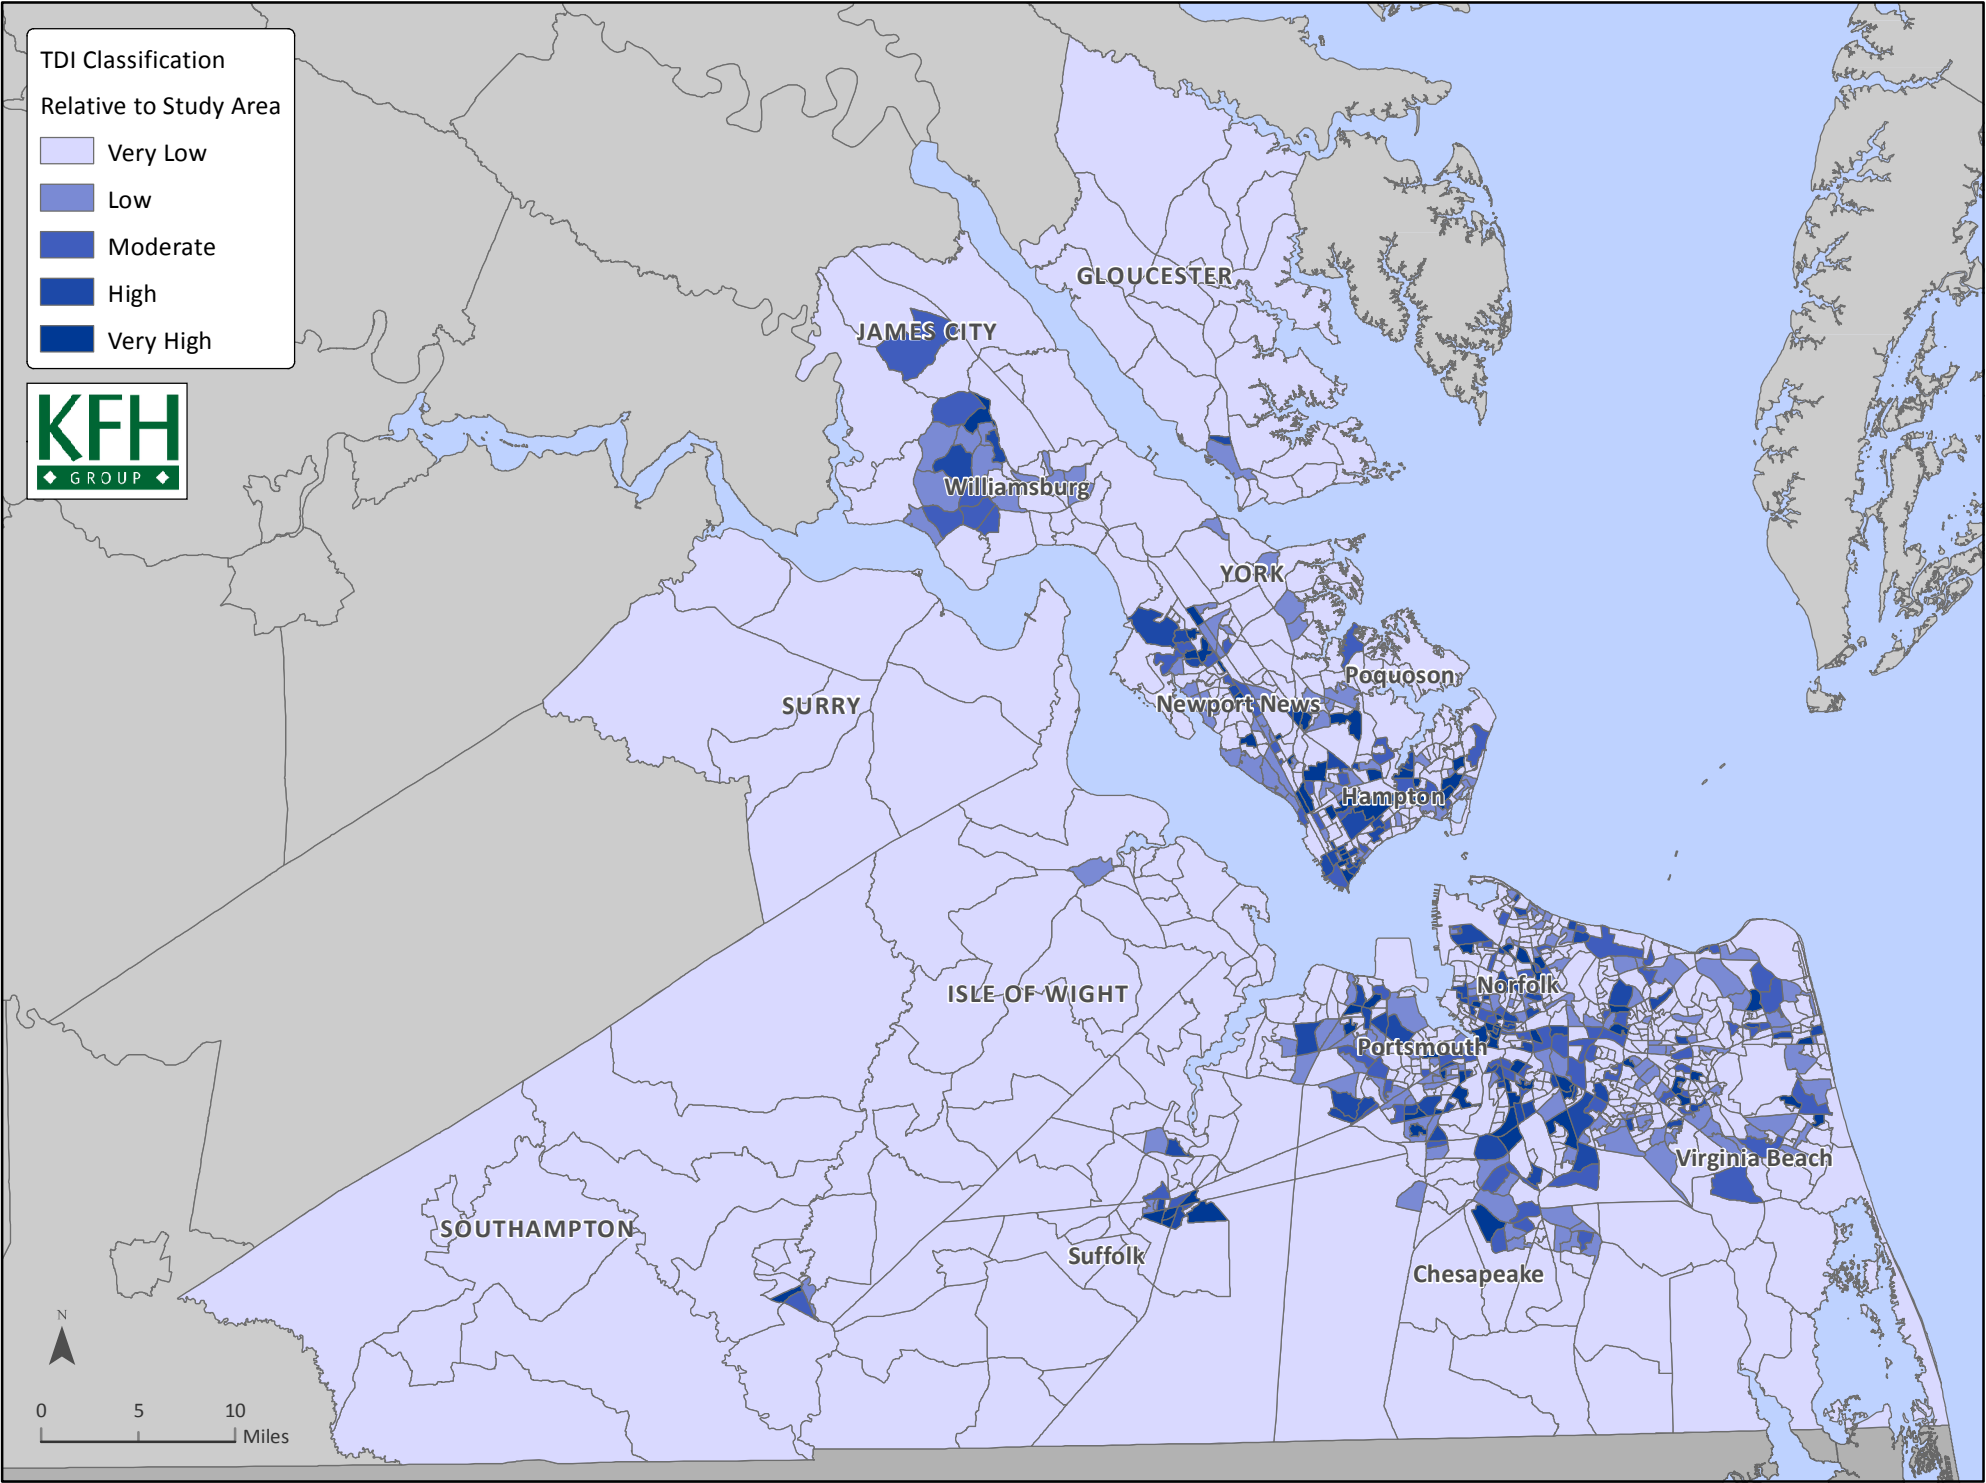 TDI Classification
Relative to Study Area
Very Low
Low
Moderate
High
Very High
KFH
GROUP
GLOUCESTER
JAMES CITY
Williamsburg
YORK
Poquoson
Newport News
SURRY
Hampton
Norfolk
ISLE OF WIGHT
Portsmouth
Virginia Beach
SOUTHAMPTON
Suffolk
Chesapeake
N
0 5 10
Miles